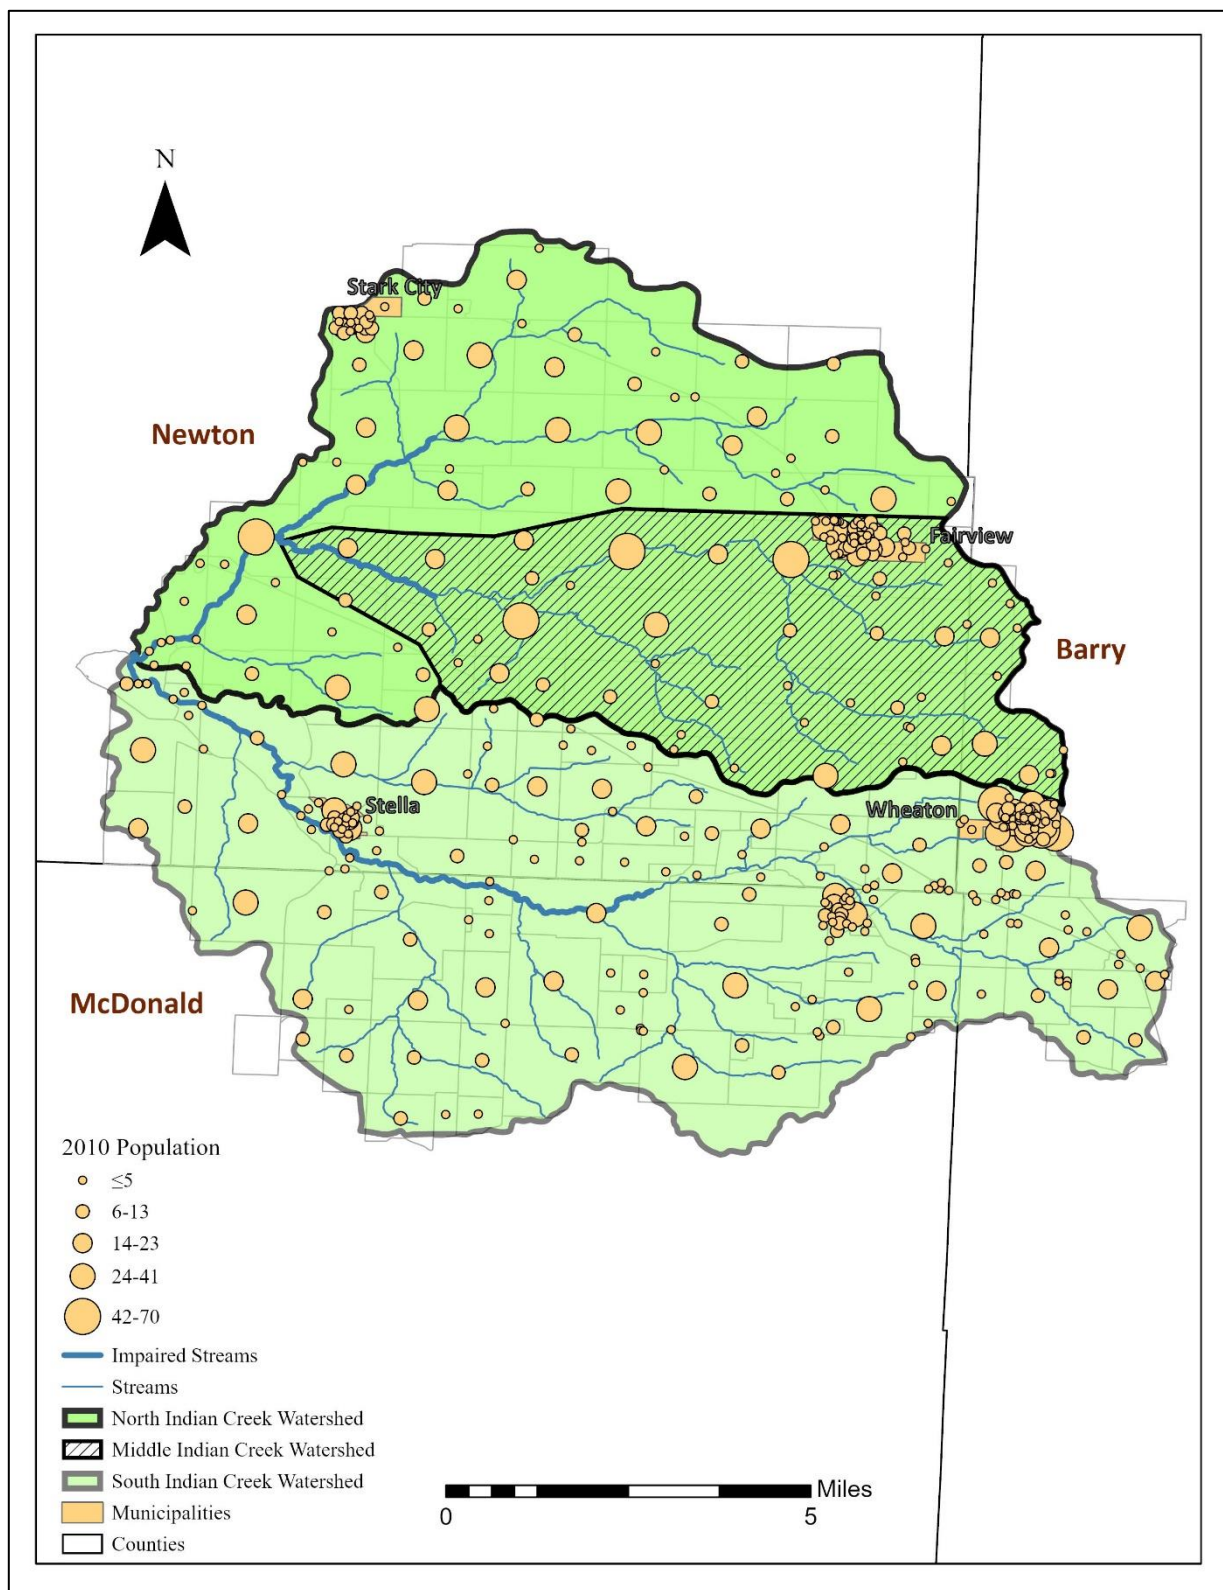 N
Stark City
Newton
Fairview
Barry
Stella
Wheaton
McDonald
2010 Population
≤5
6-13
14-23
24-41
42-70
Impaired Streams
Streams
North Indian Creek Watershed
Middle Indian Creek Watershed
South Indian Creek Watershed
Municipalities
Counties
Miles
0 5